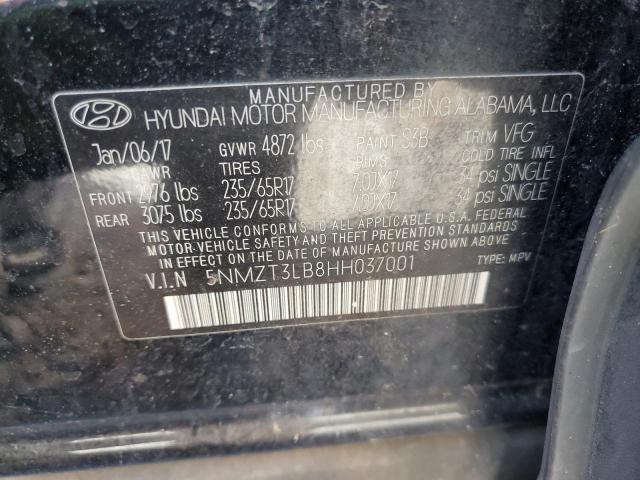 MANUFACTURED BY
HYUNDAI MOTOR MANUFACTURING ALABAMA, LLC
Jan/06/17 GVWR 4872 lbs PAINT S3B TRIM VFG
GAWR TIRES RIMS COLD TIRE INFL
FRONT 2976 lbs 235/65R17 7.0JX17 34 psi SINGLE
REAR 3075 lbs 235/65R17 7.0JX17 34 psi SINGLE
THIS VEHICLE CONFORMS TO ALL APPLICABLE U.S.A. FEDERAL
MOTOR-VEHICLE SAFETY AND THEFT PREVENTION STANDARDS
IN EFFECT ON THE DATE OF MANUFACTURE SHOWN ABOVE.
V.I.N 5NMZT3LB8HH037001 TYPE: MPV